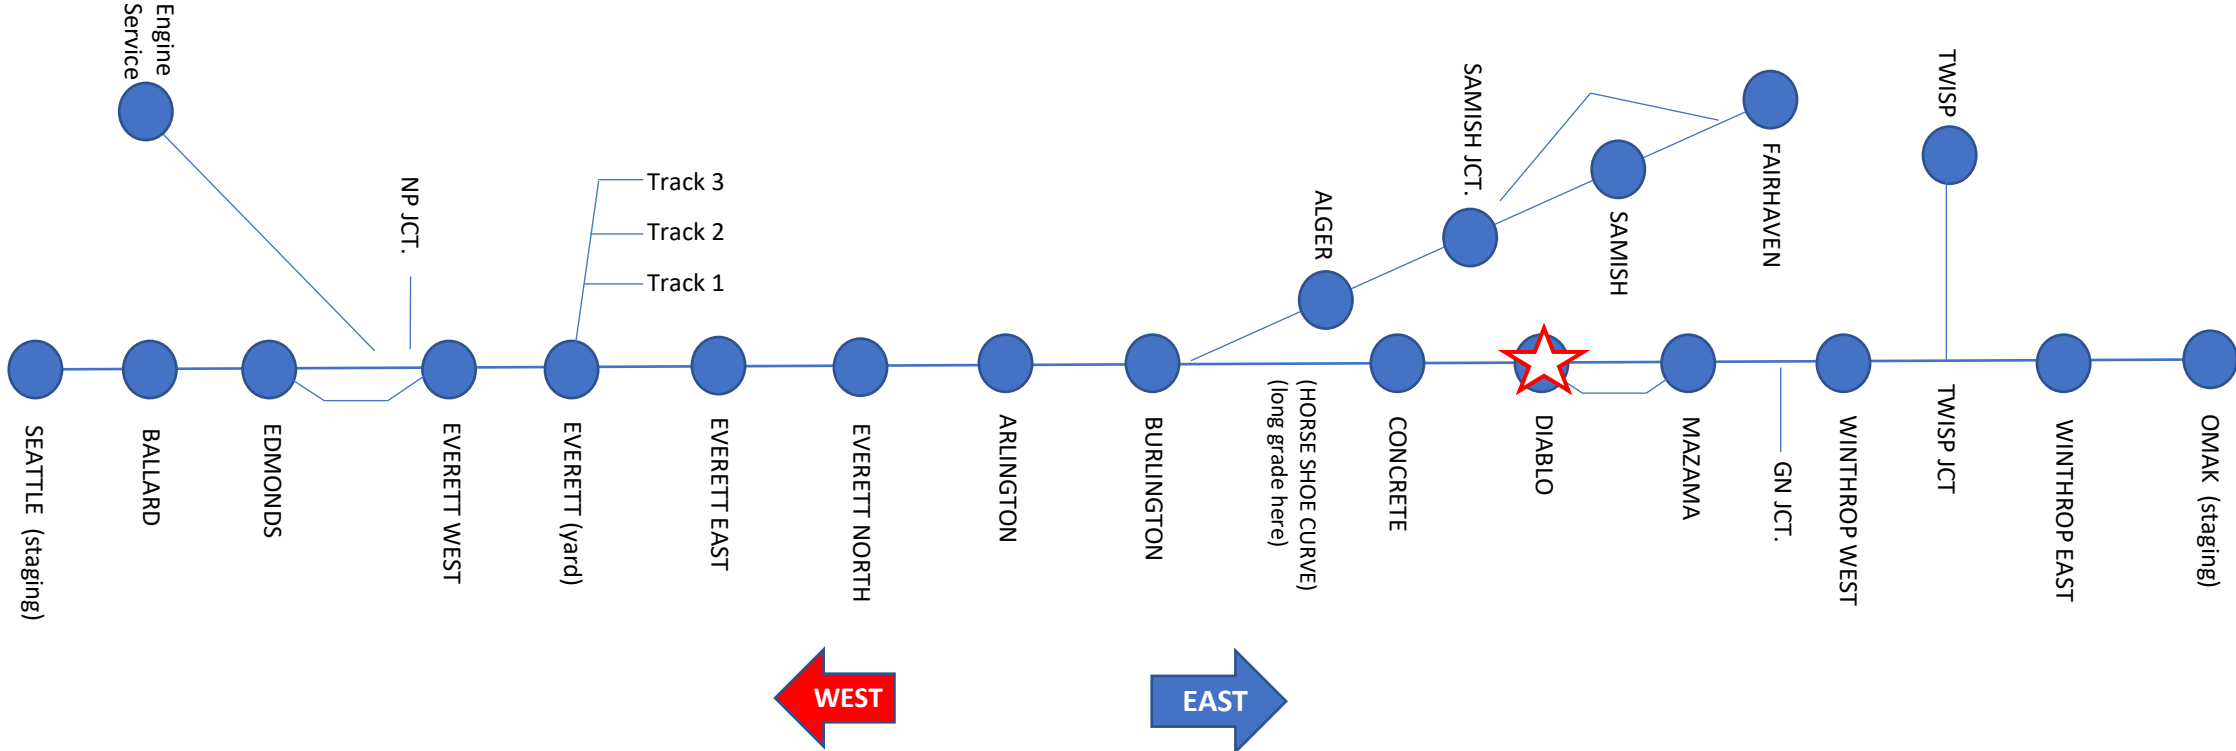 Engine
Service
NP JCT.
Track 3
Track 2
Track 1
ALGER
SAMISH JCT.
SAMISH
FAIRHAVEN
TWISP
SEATTLE (staging)
BALLARD
EDMONDS
EVERETT WEST
EVERETT (yard)
EVERETT EAST
EVERETT NORTH
ARLINGTON
BURLINGTON
(HORSE SHOE CURVE)
(long grade here)
CONCRETE
DIABLO
MAZAMA
GN JCT.
WINTHROP WEST
TWISP JCT
WINTHROP EAST
OMAK (staging)
WEST
EAST